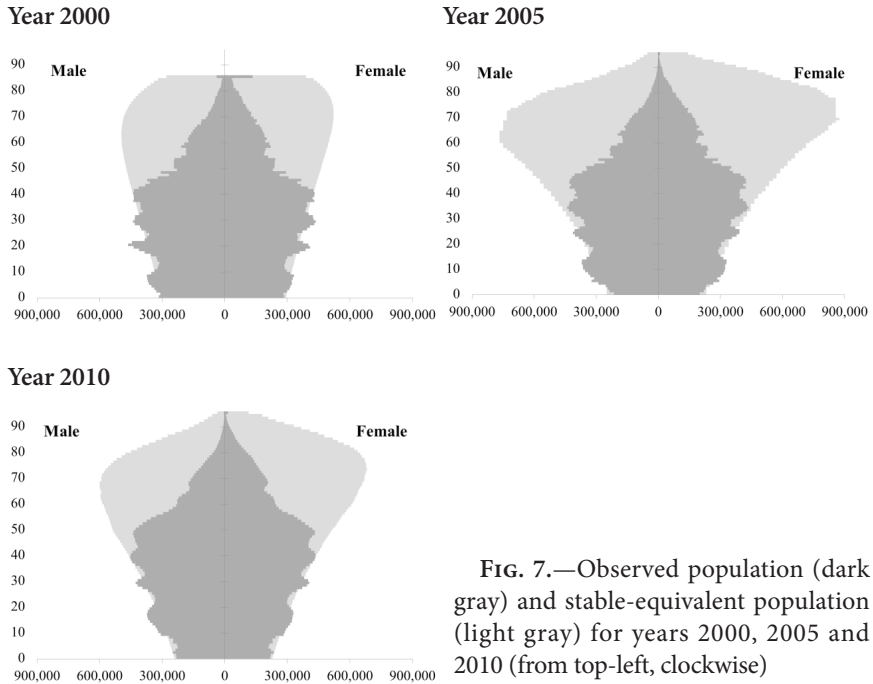 Year 2000
90
80
70
60
50
40
30
20
10
0
Male
Female
900,000 600,000 300,000 0 300,000 600,000 900,000
Year 2005
90
80
70
60
50
40
30
20
10
0
Male
Female
900,000 600,000 300,000 0 300,000 600,000 900,000
Year 2010
90
80
70
60
50
40
30
20
10
0
Male
Female
900,000 600,000 300,000 0 300,000 600,000 900,000
FIG. 7.—Observed population (dark
gray) and stable-equivalent population
(light gray) for years 2000, 2005 and
2010 (from top-left, clockwise)